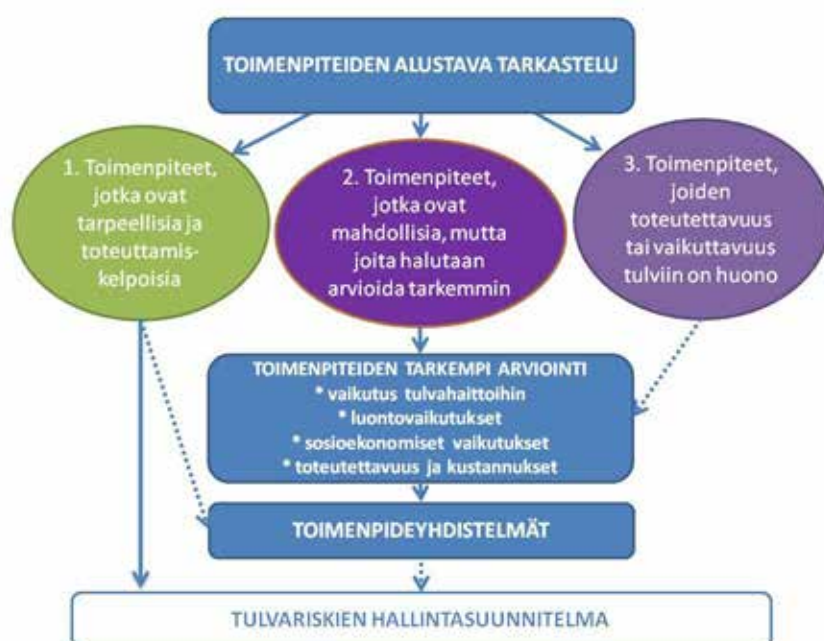 TOIMENPITEIDEN ALUSTAVA TARKASTELU
1. Toimenpiteet,
jotka ovat
tarpeellisia ja
toteuttamis-
kelpoisia
2. Toimenpiteet,
jotka ovat
mahdollisia, mutta
joita halutaan
arvioida tarkemmin
3. Toimenpiteet,
joiden
toteutettavuus
tai vaikuttavuus
tulviin on huono
TOIMENPITEIDEN TARKEMPI ARVIOINTI
* vaikutus tulvahaittoihin
* luontovaikutukset
* sosioekonomiset vaikutukset
* toteutettavuus ja kustannukset
TOIMENPIDEYHDISTELMÄT
TULVARISKIEN HALLINTASUUNNITELMA